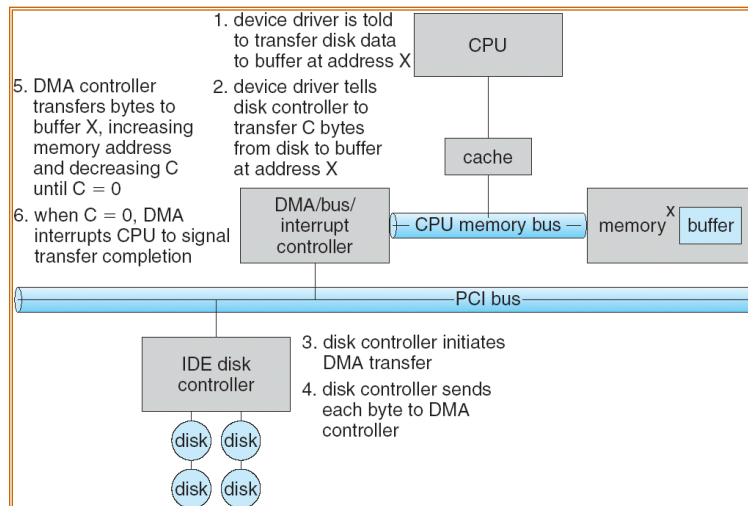 1. device driver is told
to transfer disk data
to buffer at address X
2. device driver tells
disk controller to
transfer C bytes
from disk to buffer
at address X
5. DMA controller
transfers bytes to
buffer X, increasing
memory address
and decreasing C
until C = 0
6. when C = 0, DMA
interrupts CPU to signal
transfer completion
CPU
cache
DMA/bus/
interrupt
controller
CPU memory bus
memory
x
buffer
PCI bus
IDE disk
controller
3. disk controller initiates
DMA transfer
4. disk controller sends
each byte to DMA
controller
disk
disk
disk
disk